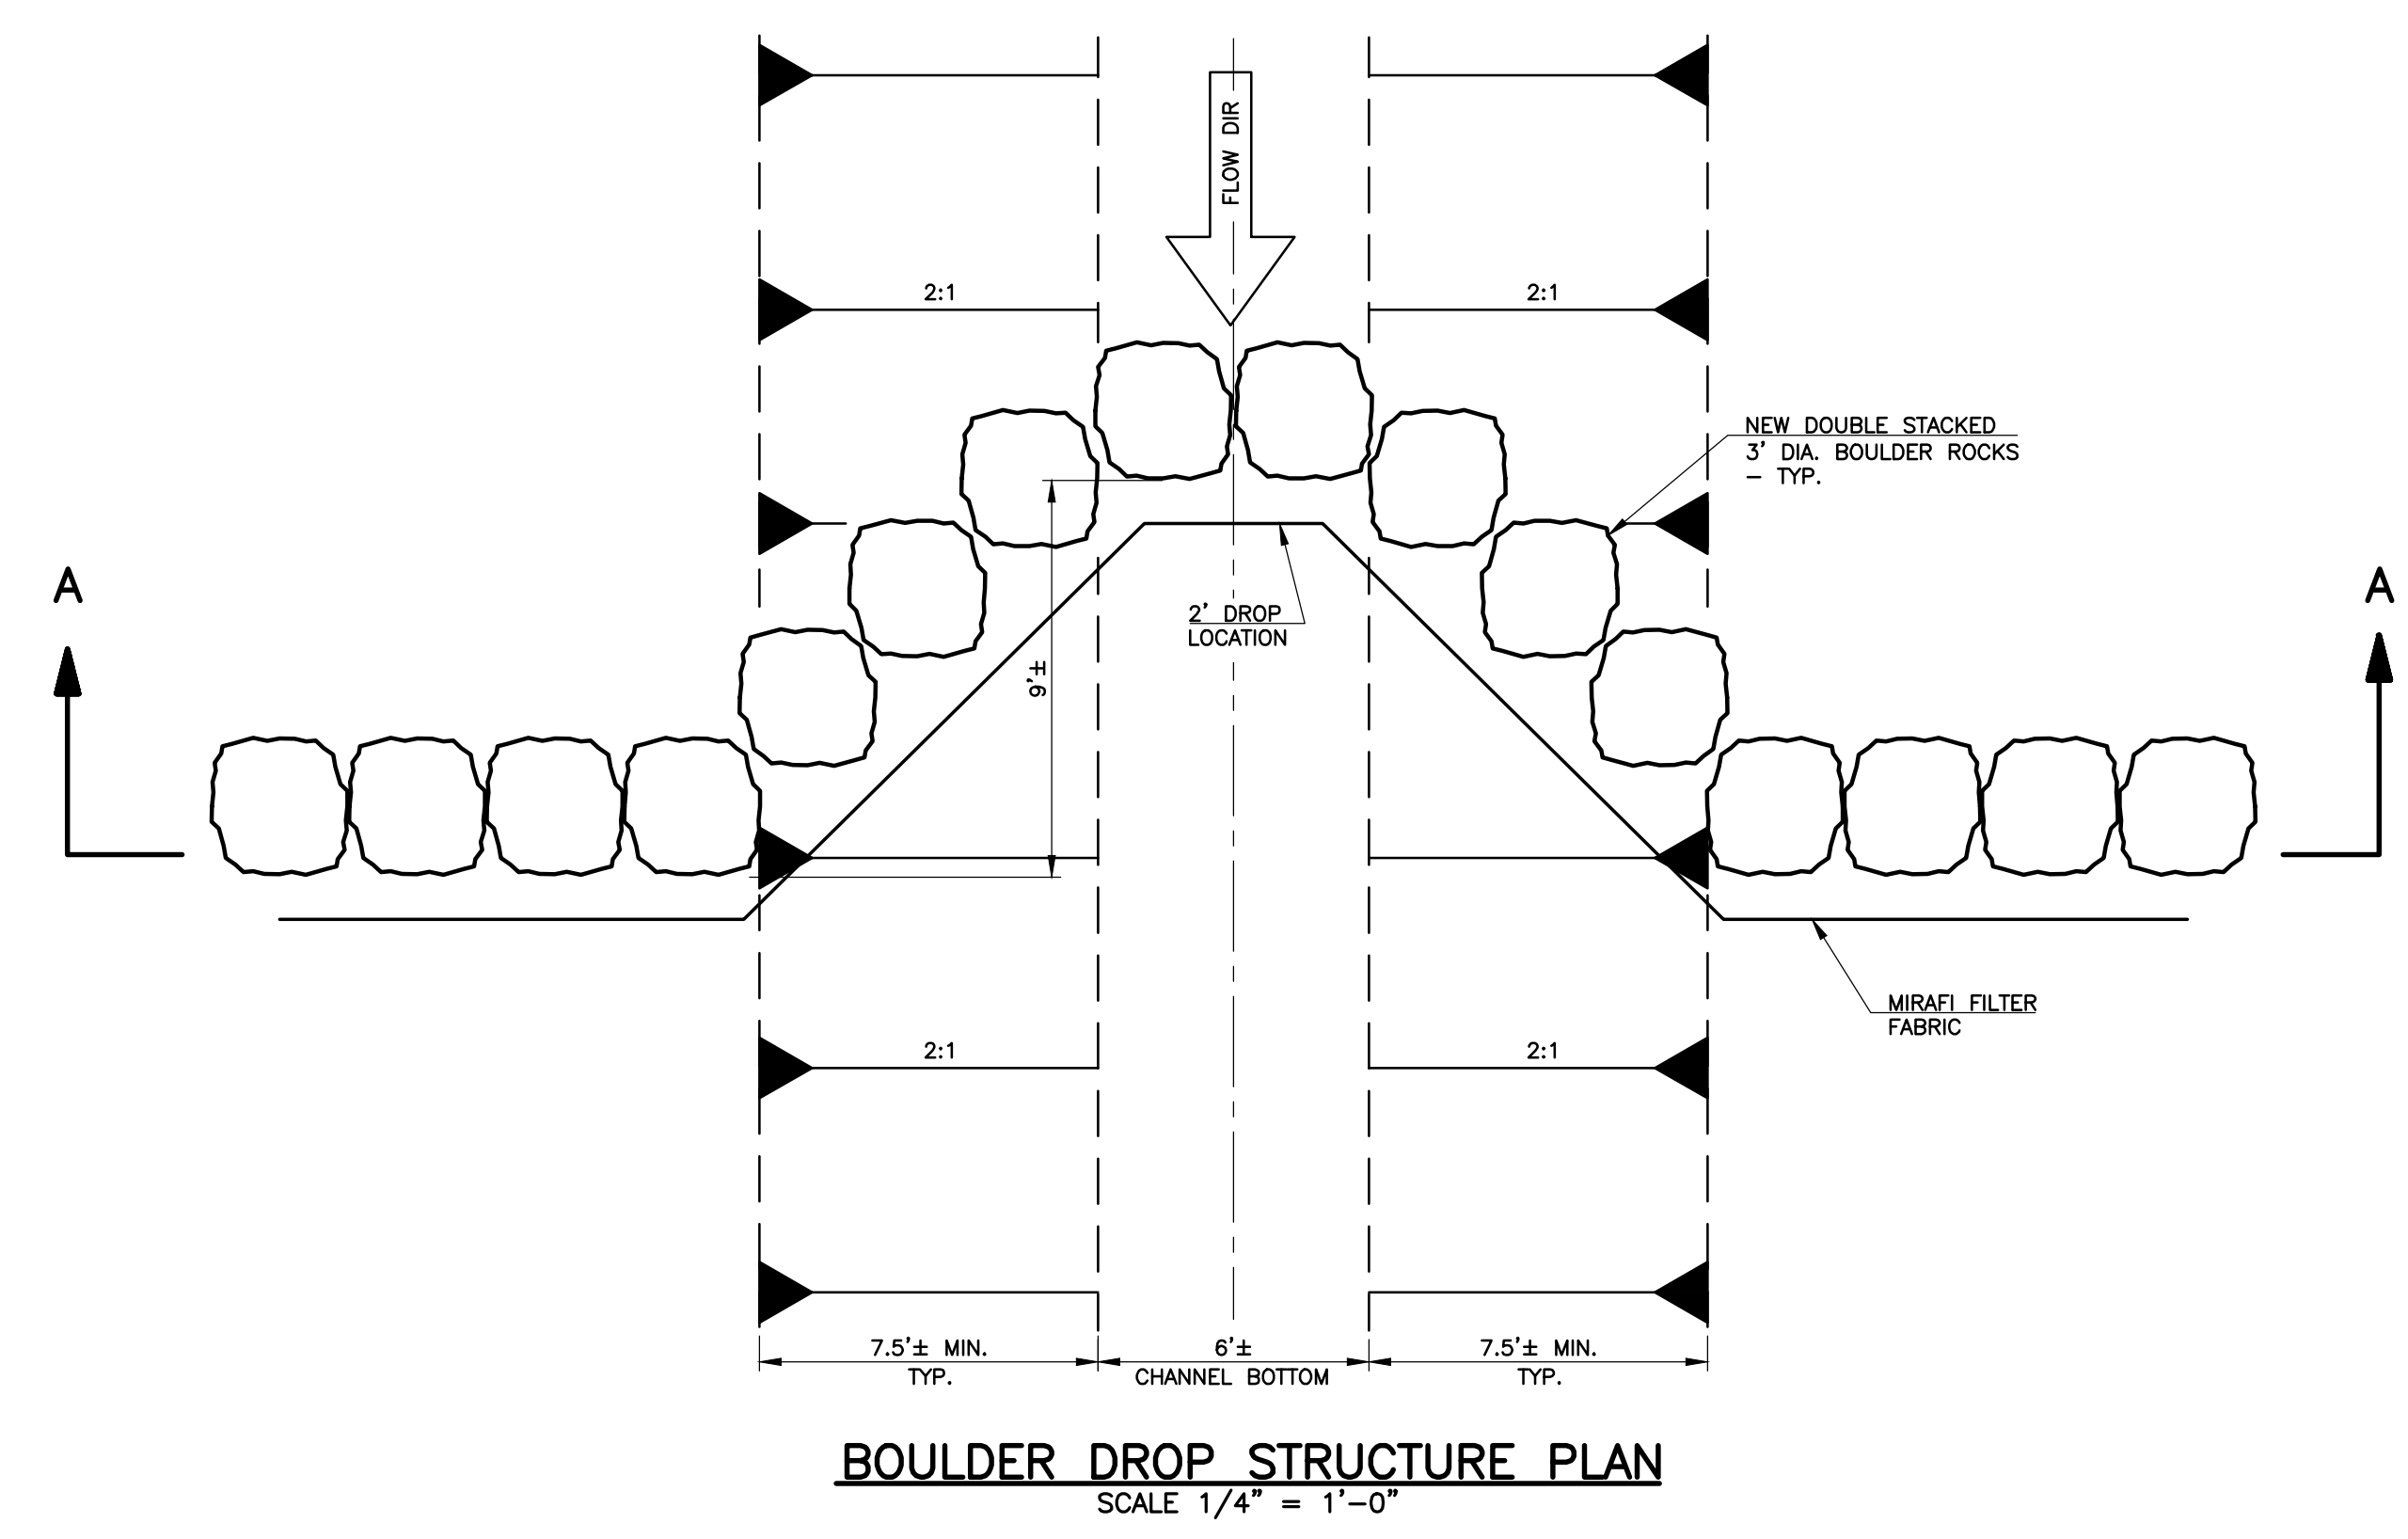 FLOW DIR
2:1
2:1
NEW DOUBLE STACKED
3' DIA. BOULDER ROCKS
- TYP.
A
A
2' DROP
LOCATION
9'±
MIRAFI FILTER
FABRIC
2:1
2:1
7.5'± MIN.
TYP.
6'±
CHANNEL BOTTOM
7.5'± MIN.
TYP.
BOULDER DROP STRUCTURE PLAN
SCALE 1/4" = 1'-0"